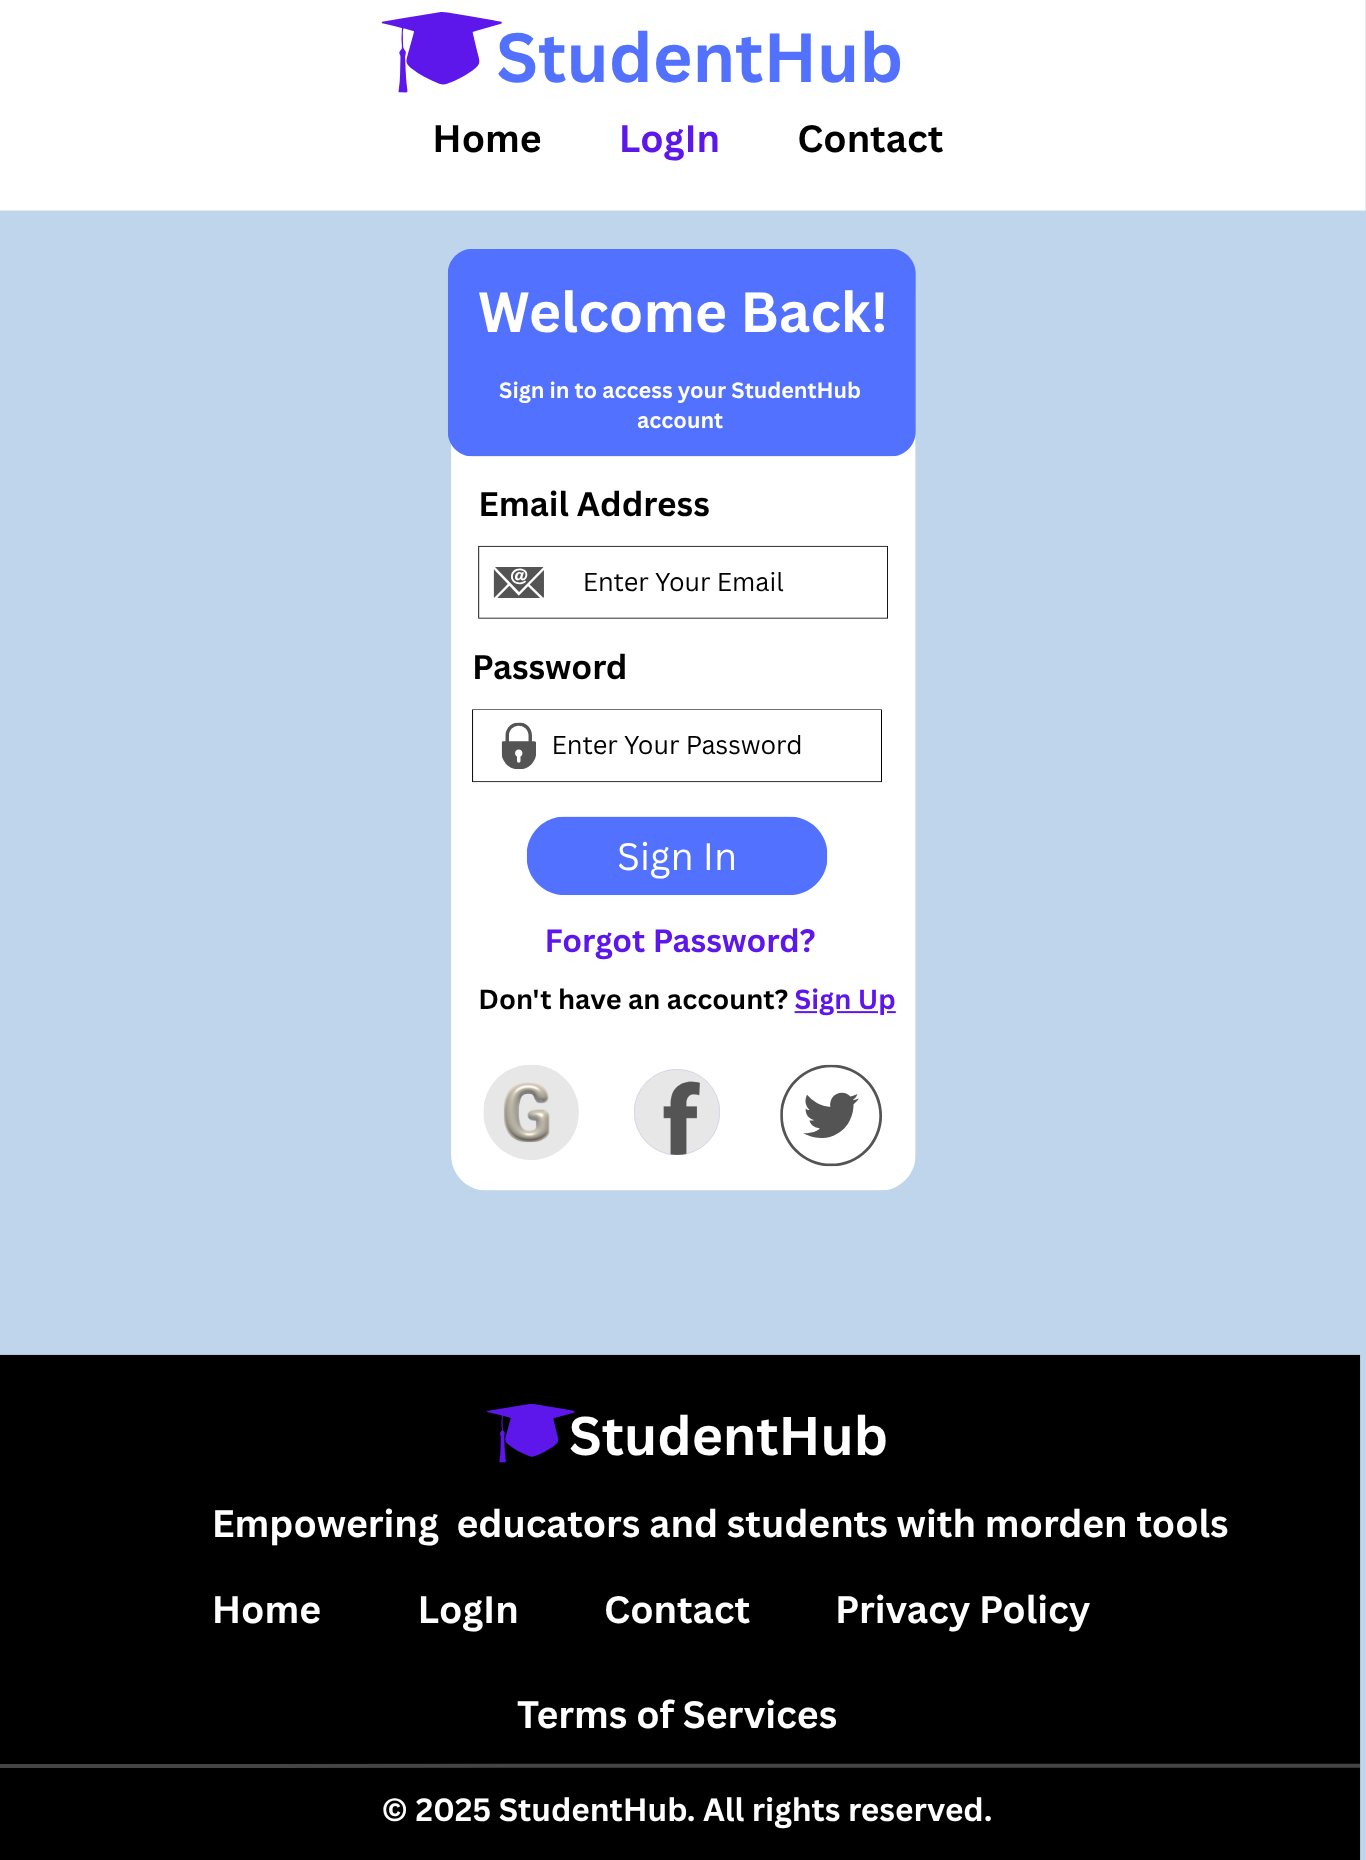 StudentHub
Home LogIn Contact
Welcome Back!
Sign in to access your StudentHub
account
Email Address
@ Enter Your Email
Password
Enter Your Password
Sign In
Forgot Password?
Don't have an account? Sign Up
G f
StudentHub
Empowering  educators and students with morden tools
Home LogIn Contact Privacy Policy
Terms of Services
© 2025 StudentHub. All rights reserved.